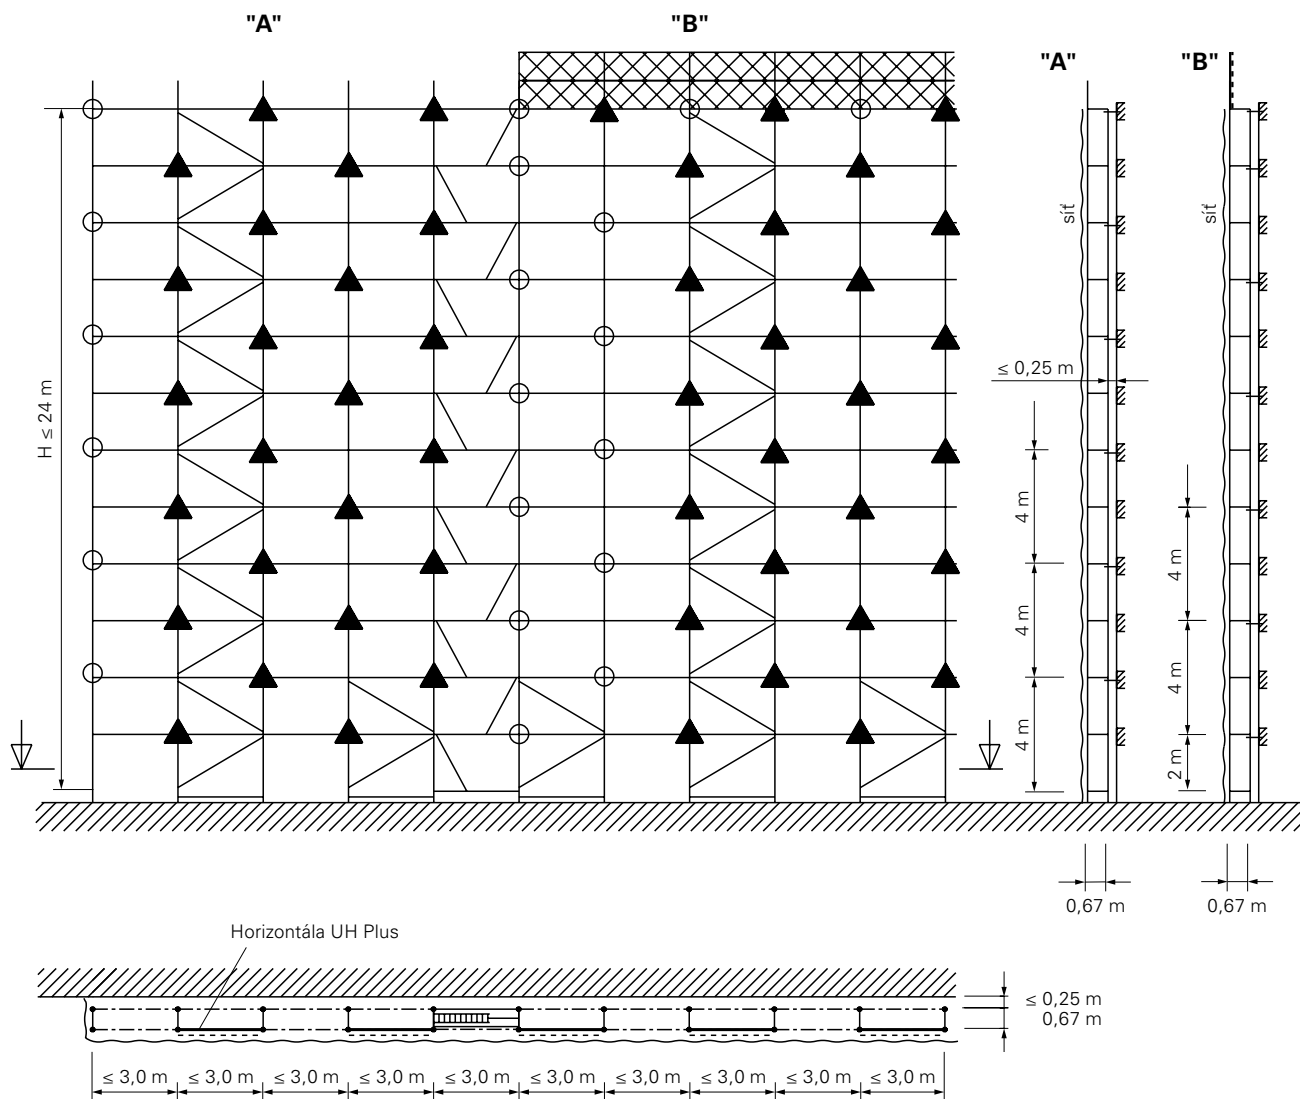 "A"
"B"
"A"
"B"
síť
síť
≤ 0,25 m
H ≤ 24 m
4 m
4 m
4 m
4 m
4 m
2 m
0,67 m
0,67 m
Horizontála UH Plus
≤ 0,25 m
0,67 m
≤ 3,0 m
≤ 3,0 m
≤ 3,0 m
≤ 3,0 m
≤ 3,0 m
≤ 3,0 m
≤ 3,0 m
≤ 3,0 m
≤ 3,0 m
≤ 3,0 m